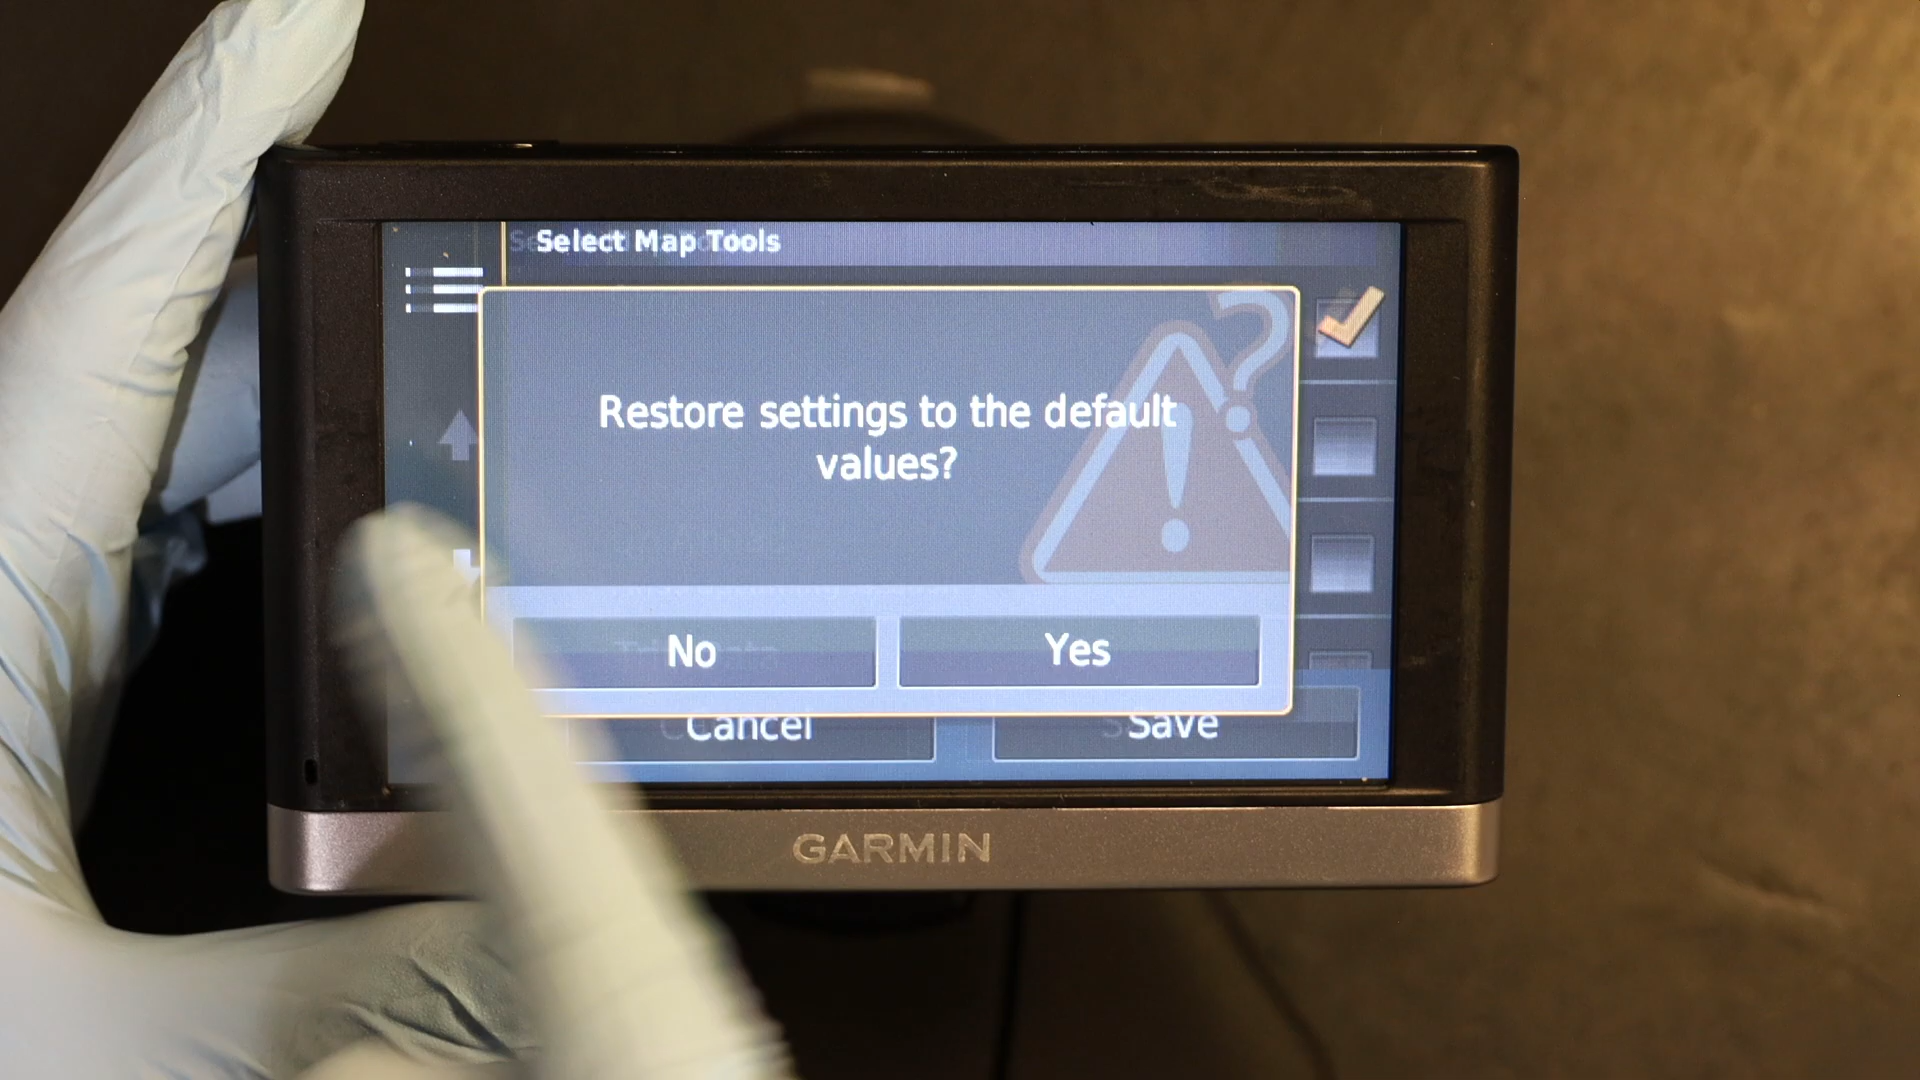 Select Map Tools
Restore settings to the default
values?
No
Yes
Cancel
Save
GARMIN